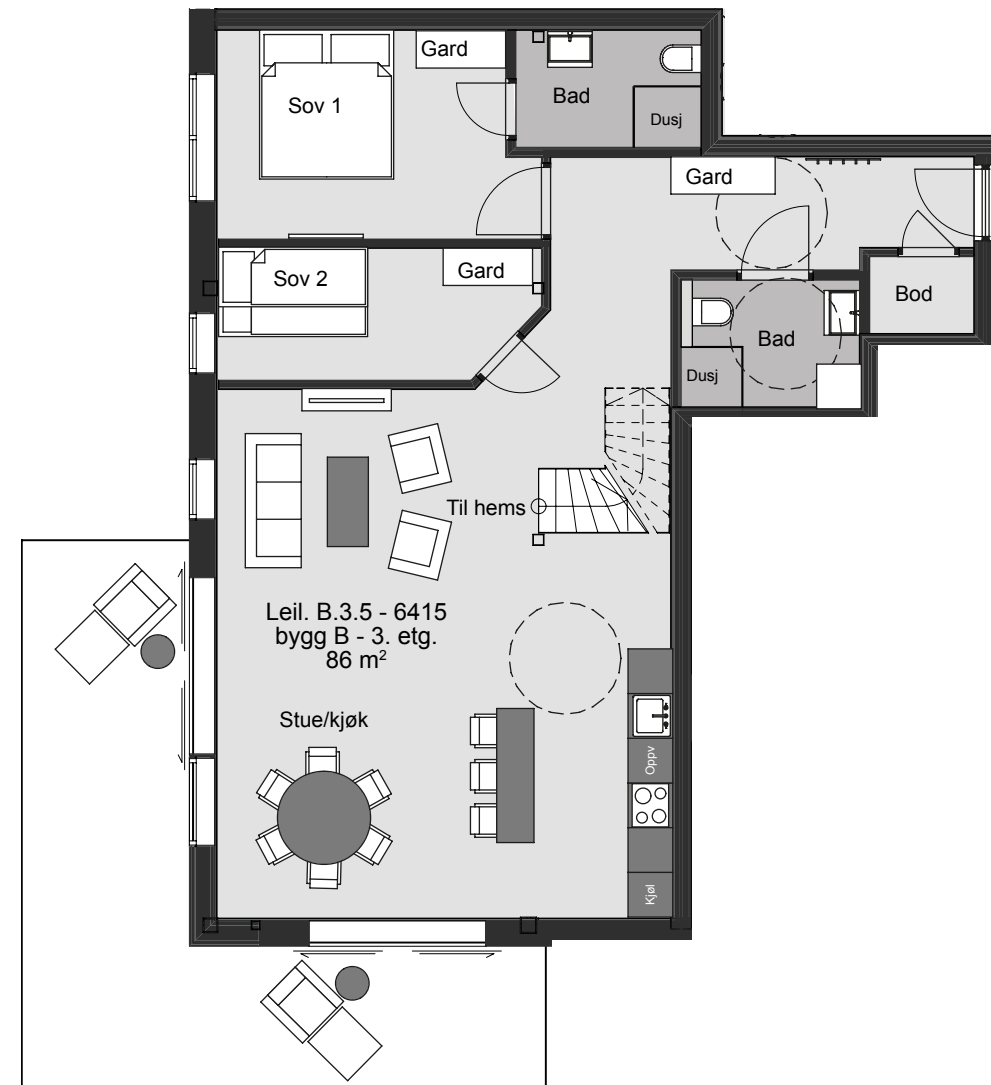 Gard
Sov 1
Bad
Dusj
Gard
Sov 2
Gard
Bod
Bad
Dusj
Til hems
Leil. B.3.5 - 6415
bygg B - 3. etg.
86 m²
Stue/kjøk
Oppv
Kjøl